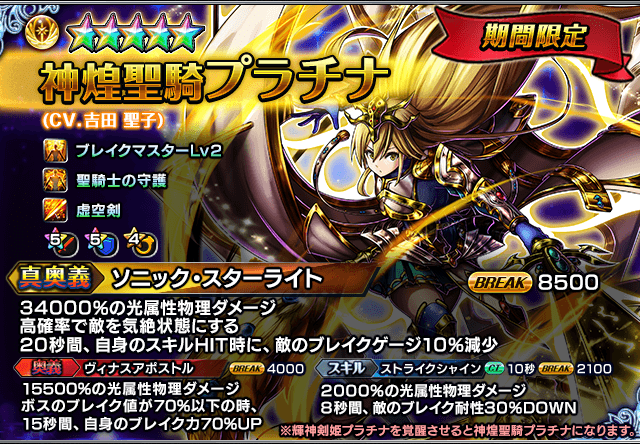 期間限定
神煌聖騎プラチナ
(CV.吉田 聖子)
ブレイクマスターLv2
聖騎士の守護
虚空剣
5 5 4
真奥義 ソニック・スターライト BREAK 8500
34000%の光属性物理ダメージ
高確率で敵を気絶状態にする
20秒間、自身のスキルHIT時に、敵のブレイクゲージ10%減少
奥義 ヴィナスアポストル BREAK 4000
15500%の光属性物理ダメージ
ボスのブレイク値が70%以下の時、
15秒間、自身のブレイク力70%UP
スキル ストライクシャイン CT 10秒 BREAK 2100
2000%の光属性物理ダメージ
8秒間、敵のブレイク耐性30%DOWN
※輝神剣姫プラチナを覚醒させると神煌聖騎プラチナになります。